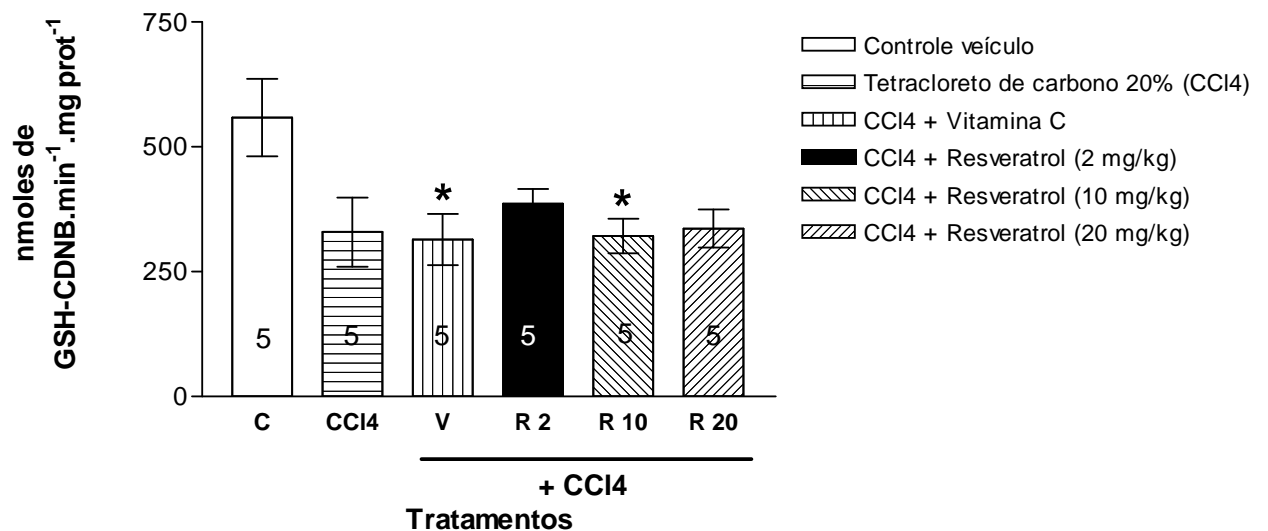 nmoles de
GSH-CDNB.min⁻¹.mg prot⁻¹
750
500
250
0
* *
5 5 5 5 5 5
C CCl4 V R 2 R 10 R 20
+ CCl4
Tratamentos
Controle veículo
Tetracloreto de carbono 20% (CCl4)
CCl4 + Vitamina C
CCl4 + Resveratrol (2 mg/kg)
CCl4 + Resveratrol (10 mg/kg)
CCl4 + Resveratrol (20 mg/kg)